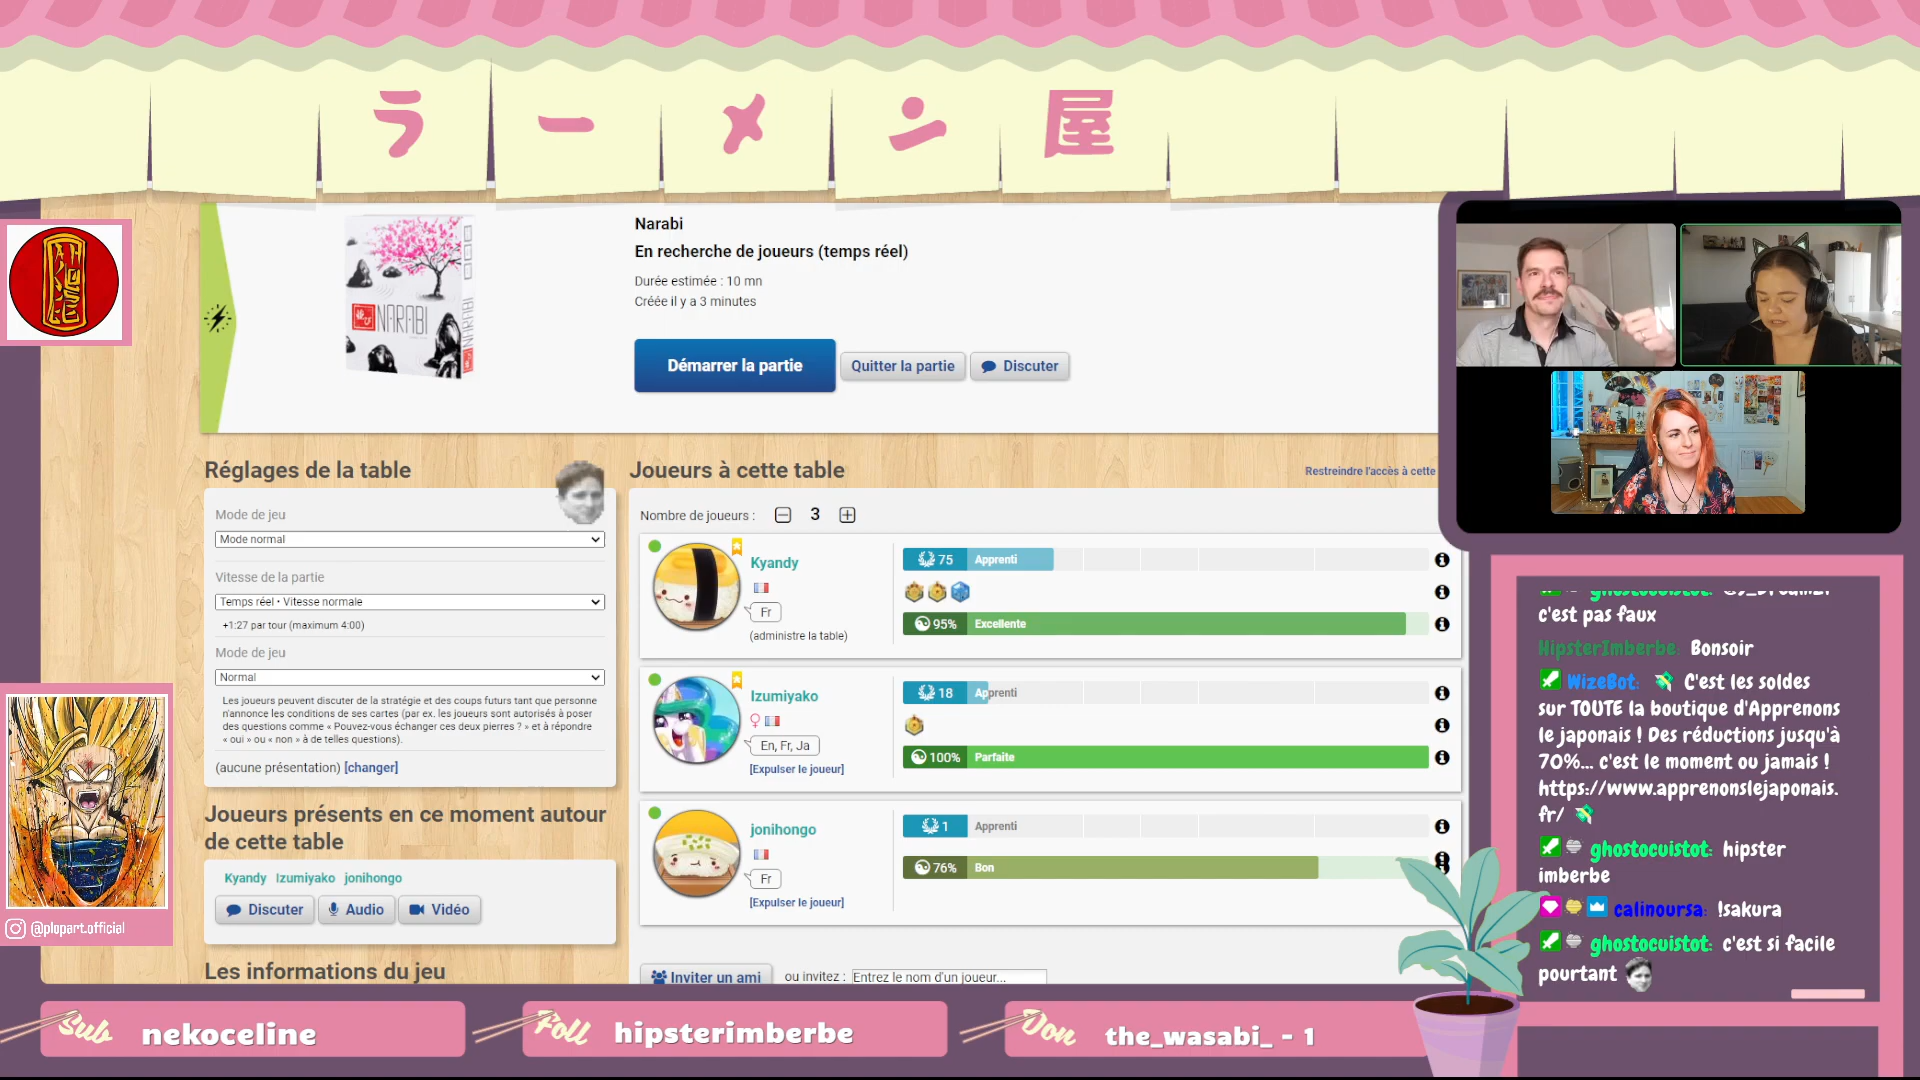 ラーメン屋
Narabi
En recherche de joueurs (temps réel)
Durée estimée : 10 mn
Créée il y a 3 minutes
NARABI
NARABI
Démarrer la partie
Quitter la partie
Discuter
Réglages de la table
Mode de jeu
Mode normal
Vitesse de la partie
Temps réel • Vitesse normale
+1:27 par tour (maximum 4:00)
Mode de jeu
Normal
Les joueurs peuvent discuter de la stratégie et des coups futurs tant que personne
n'annonce les conditions de ses cartes (par ex. les joueurs sont autorisés à poser
des questions comme « Pouvez-vous échanger ces deux pierres ? » et à répondre
« oui » ou « non » à de telles questions).
(aucune présentation) [changer]
Joueurs présents en ce moment autour
de cette table
Kyandy Izumiyako jonihongo
Discuter
Audio
Vidéo
Les informations du jeu
Joueurs à cette table
Restreindre l'accès à cette
Nombre de joueurs : 3
Kyandy
Fr
(administre la table)
75 Apprenti
95% Excellente
Izumiyako
En, Fr, Ja
[Expulser le joueur]
18 Apprenti
100% Parfaite
jonihongo
Fr
[Expulser le joueur]
1 Apprenti
76% Bon
Inviter un ami
ou invitez :
Entrez le nom d'un joueur...
@plopart.official
c'est pas faux
HipsterImberbe: Bonsoir
WizeBot: C'est les soldes
sur TOUTE la boutique d'Apprenons
le japonais ! Des réductions jusqu'à
70%... c'est le moment ou jamais !
https://www.apprenonslejaponais.
fr/
ghostocuistot: hipster
imberbe
calinoursa: !sakura
ghostocuistot: c'est si facile
pourtant
Sub nekoceline
Foll hipsterimberbe
Don the_wasabi_ - 1